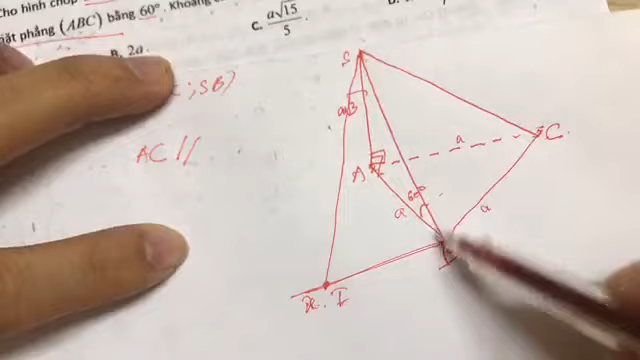 Cho hình chóp
mặt phẳng (ABC) bằng 60°. Khoảng
B. 2a.
C. a√15/5.
; SB)
AC //
S
a√3
A
a
C.
60°
a
a
x. I